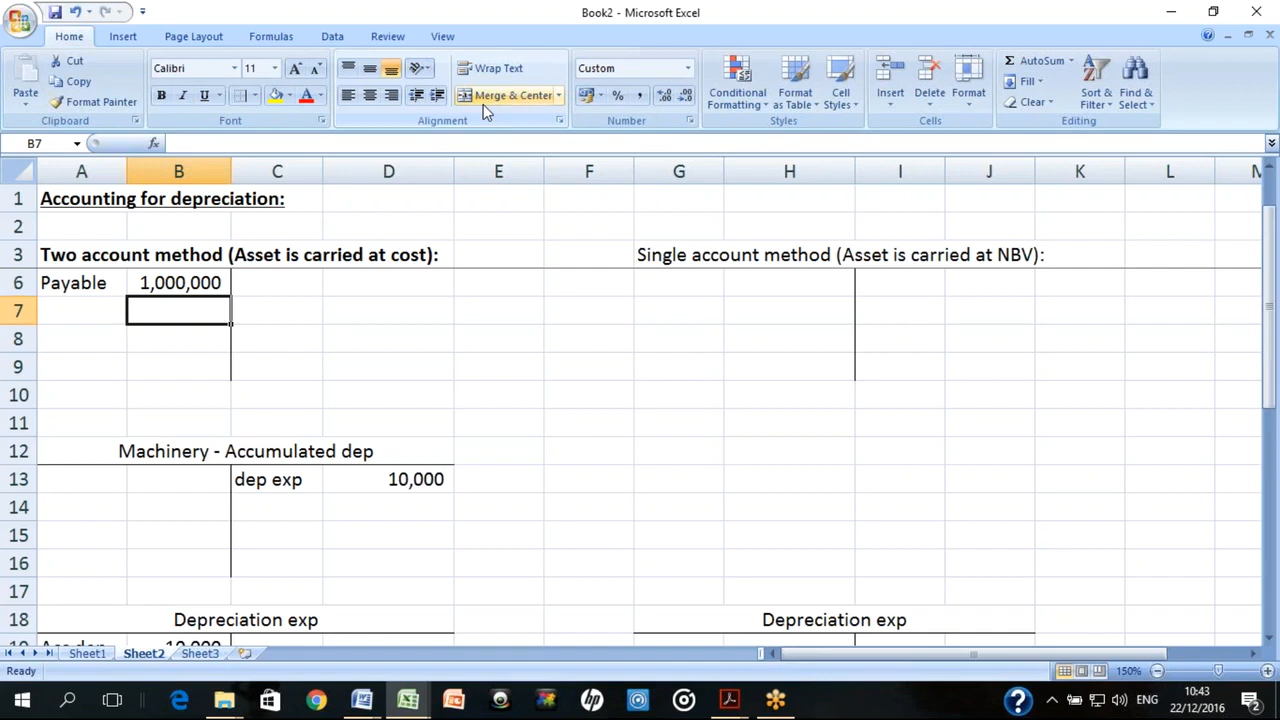 Book2 - Microsoft Excel
Home Insert Page Layout Formulas Data Review View
Cut
Copy
Format Painter
Paste
Clipboard
Calibri 11
B I U
Font
Wrap Text
Merge & Center
Alignment
Custom
% ,
Number
Conditional Formatting
Format as Table
Cell Styles
Styles
Insert Delete Format
Cells
AutoSum
Fill
Clear
Sort & Filter
Find & Select
Editing
B7 fx
A B C D E F G H I J K L M
1 Accounting for depreciation:
2
3 Two account method (Asset is carried at cost): Single account method (Asset is carried at NBV):
6 Payable 1,000,000
7
8
9
10
11
12 Machinery - Accumulated dep
13 dep exp 10,000
14
15
16
17
18 Depreciation exp Depreciation exp
Sheet1 Sheet2 Sheet3
Ready 150%
ENG
10:43
22/12/2016